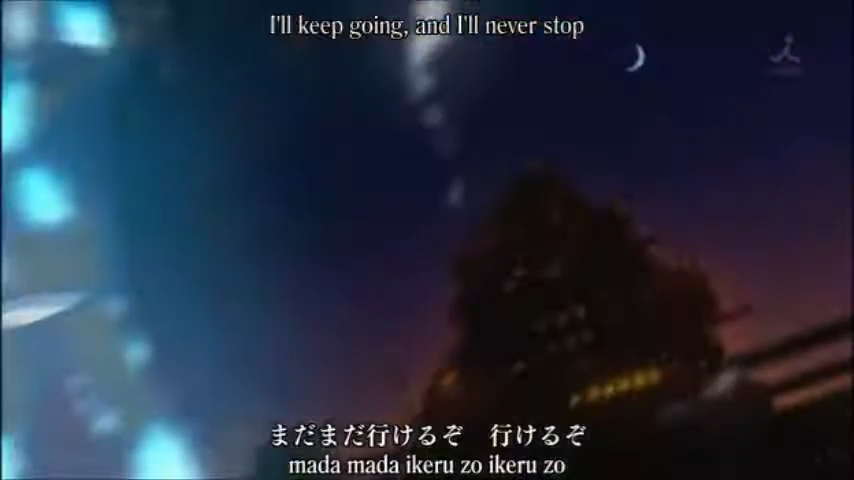 I'll keep going, and I'll never stop
まだまだ行けるぞ　行けるぞ
mada mada ikeru zo ikeru zo